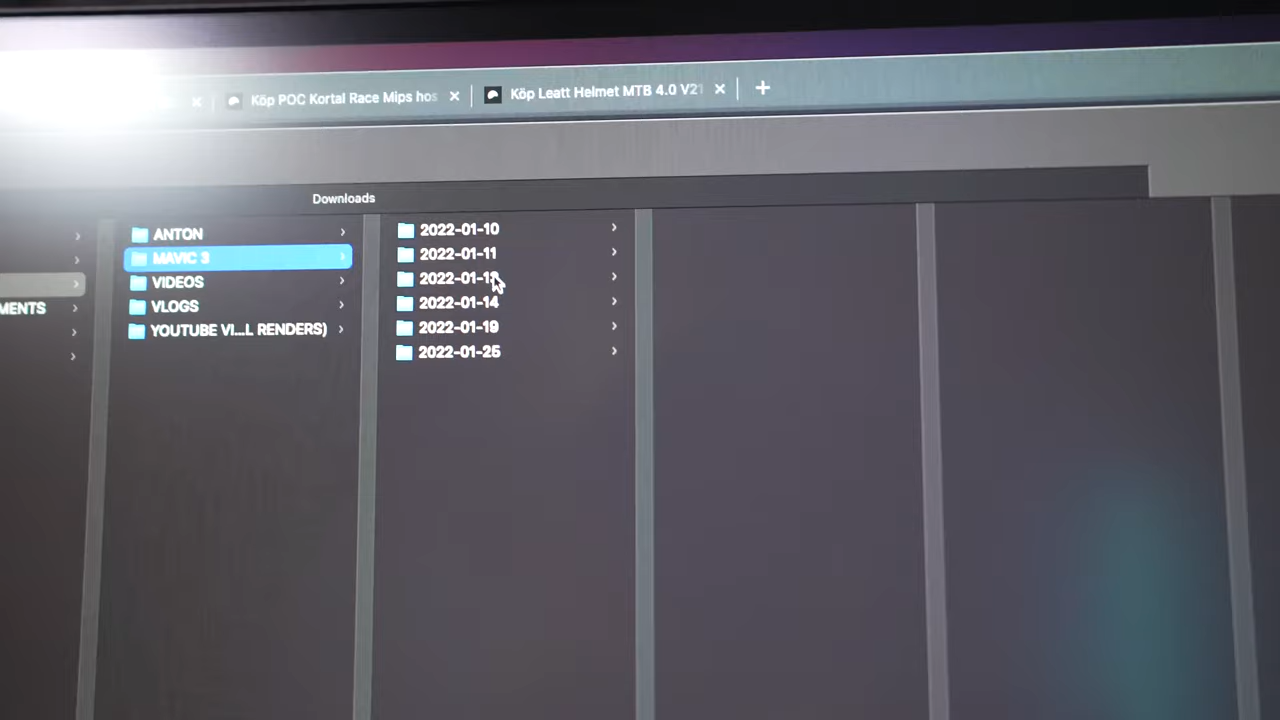 Köp POC Kortal Race Mips hos
Köp Leatt Helmet MTB 4.0 V21
Downloads
ANTON
MAVIC 3
VIDEOS
VLOGS
YOUTUBE VI...L RENDERS)
MENTS
2022-01-10
2022-01-11
2022-01-14
2022-01-19
2022-01-25